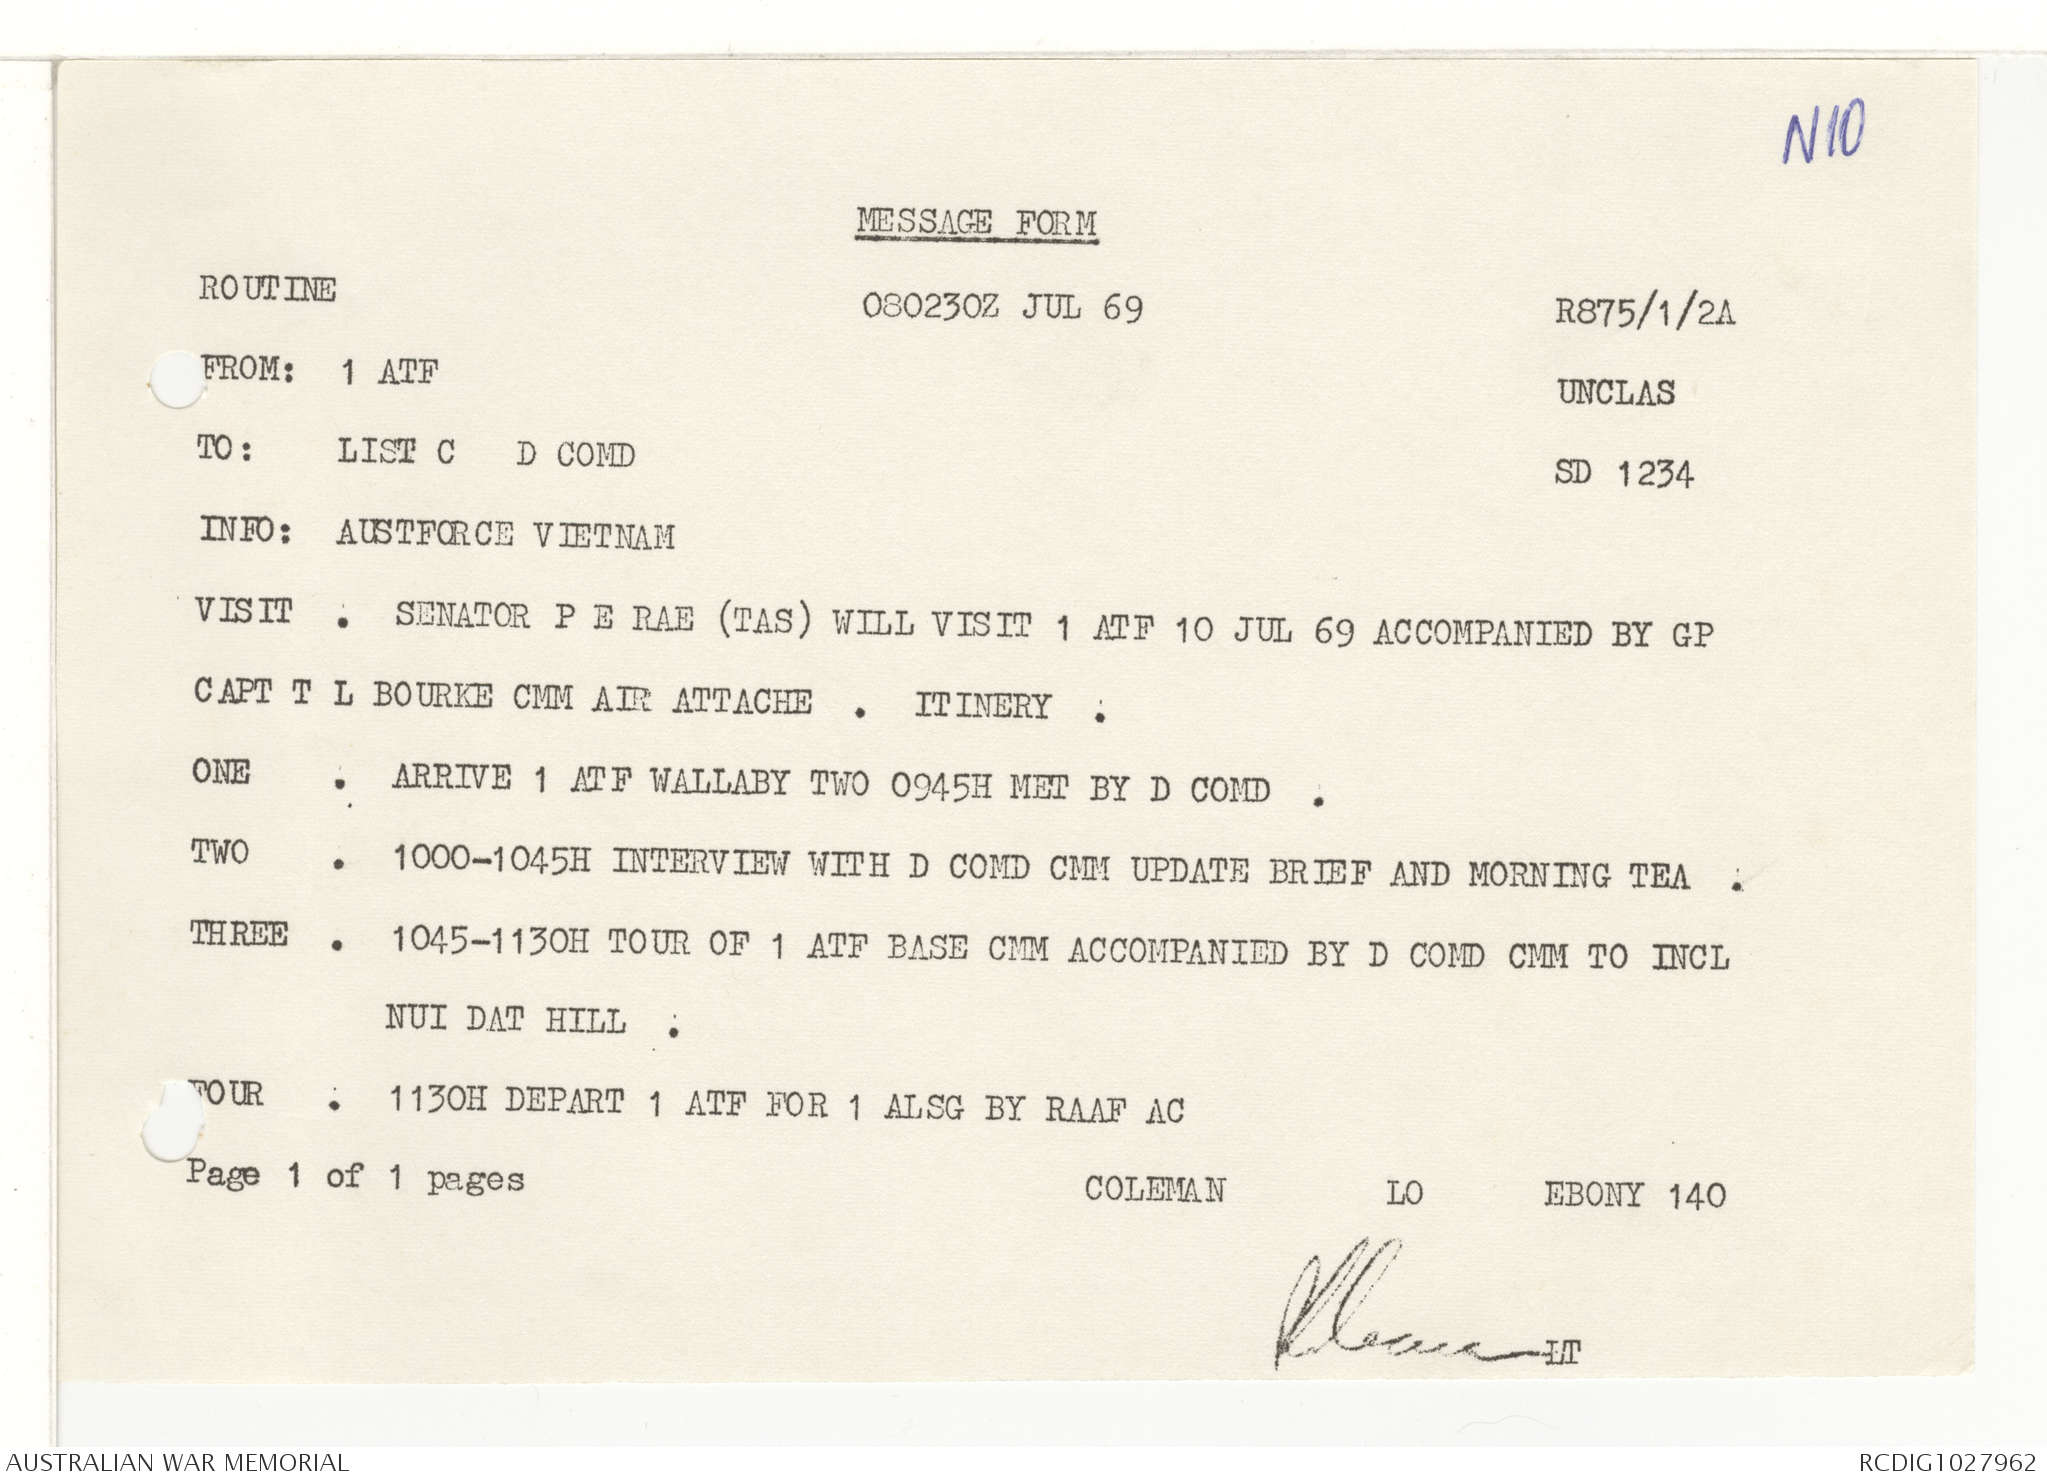 N10
MESSAGE FORM
ROUTINE 080230Z JUL 69 R875/1/2A
FROM: 1 ATF UNCLAS
TO: LIST C D COMD SD 1234
INFO: AUSTFORCE VIETNAM
VISIT . SENATOR P E RAE (TAS) WILL VISIT 1 ATF 10 JUL 69 ACCOMPANIED BY GP
CAPT T L BOURKE CMM AIR ATTACHE . ITINERY :
ONE . ARRIVE 1 ATF WALLABY TWO 0945H MET BY D COMD .
TWO . 1000-1045H INTERVIEW WITH D COMD CMM UPDATE BRIEF AND MORNING TEA .
THREE . 1045-1130H TOUR OF 1 ATF BASE CMM ACCOMPANIED BY D COMD CMM TO INCL
NUI DAT HILL .
FOUR . 1130H DEPART 1 ATF FOR 1 ALSG BY RAAF AC
Page 1 of 1 pages COLEMAN LO EBONY 140
LT
AUSTRALIAN WAR MEMORIAL RCDIG1027962